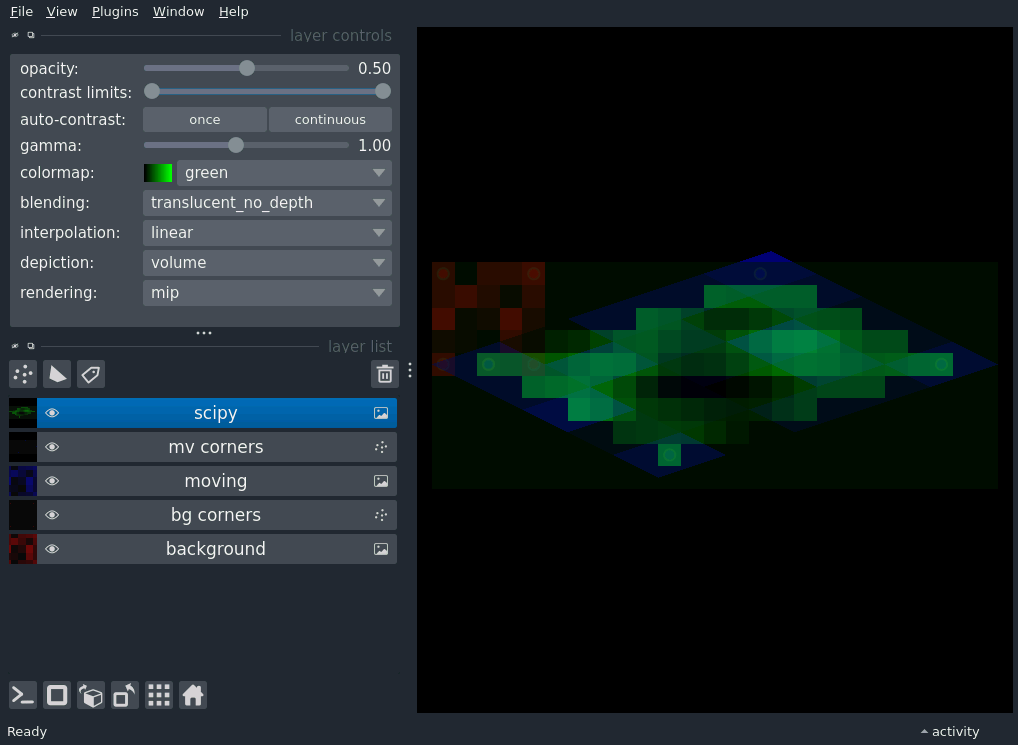 File View Plugins Window Help
layer controls
opacity: 0.50
contrast limits:
auto-contrast: once continuous
gamma: 1.00
colormap: green
blending: translucent_no_depth
interpolation: linear
depiction: volume
rendering: mip
layer list
scipy
mv corners
moving
bg corners
background
Ready
activity